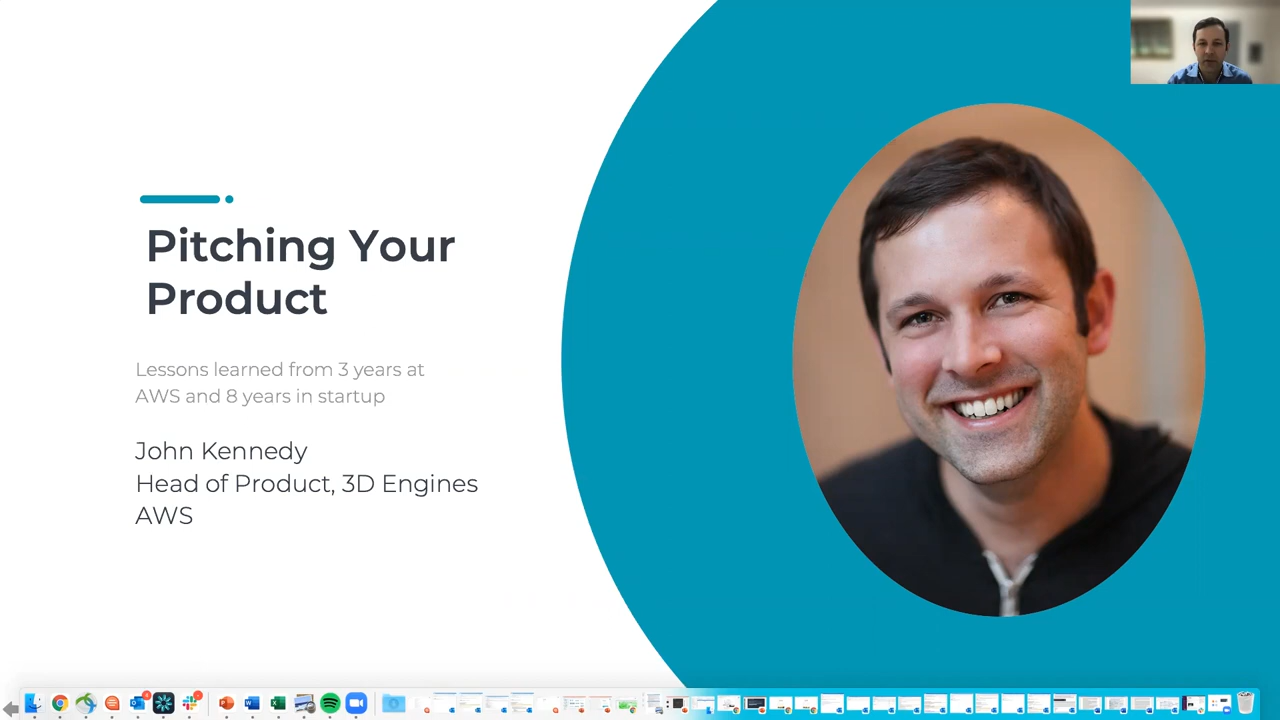 Pitching Your
Product
Lessons learned from 3 years at
AWS and 8 years in startup
John Kennedy
Head of Product, 3D Engines
AWS